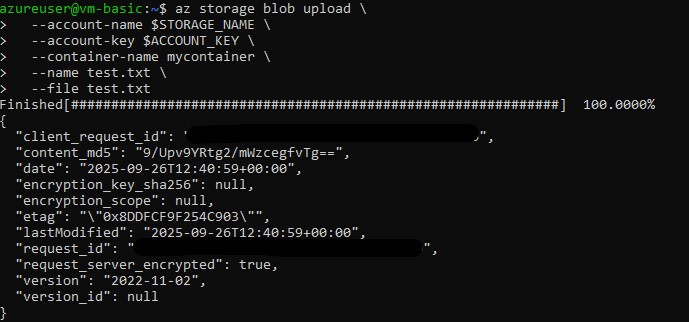 azureuser@vm-basic:~$ az storage blob upload \
>   --account-name $STORAGE_NAME \
>   --account-key $ACCOUNT_KEY \
>   --container-name mycontainer \
>   --name test.txt \
>   --file test.txt
Finished[#############################################################]  100.0000%
{
  "client_request_id": "",
  "content_md5": "9/Upv9YRtg2/mWzcegfvTg==",
  "date": "2025-09-26T12:40:59+00:00",
  "encryption_key_sha256": null,
  "encryption_scope": null,
  "etag": "\"0x8DDFCF9F254C903\"",
  "lastModified": "2025-09-26T12:40:59+00:00",
  "request_id": "",
  "request_server_encrypted": true,
  "version": "2022-11-02",
  "version_id": null
}